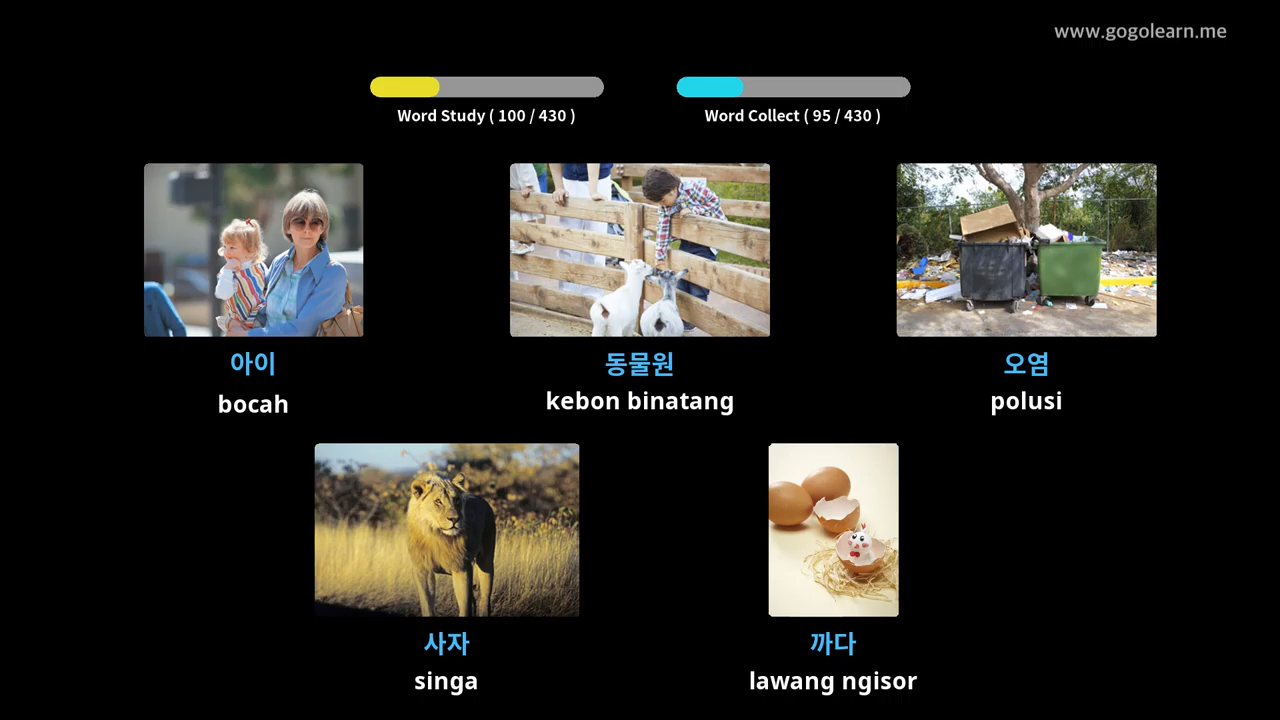 www.gogolearn.me
Word Study ( 100 / 430 )
Word Collect ( 95 / 430 )
아이
bocah
동물원
kebon binatang
오염
polusi
사자
singa
까다
lawang ngisor